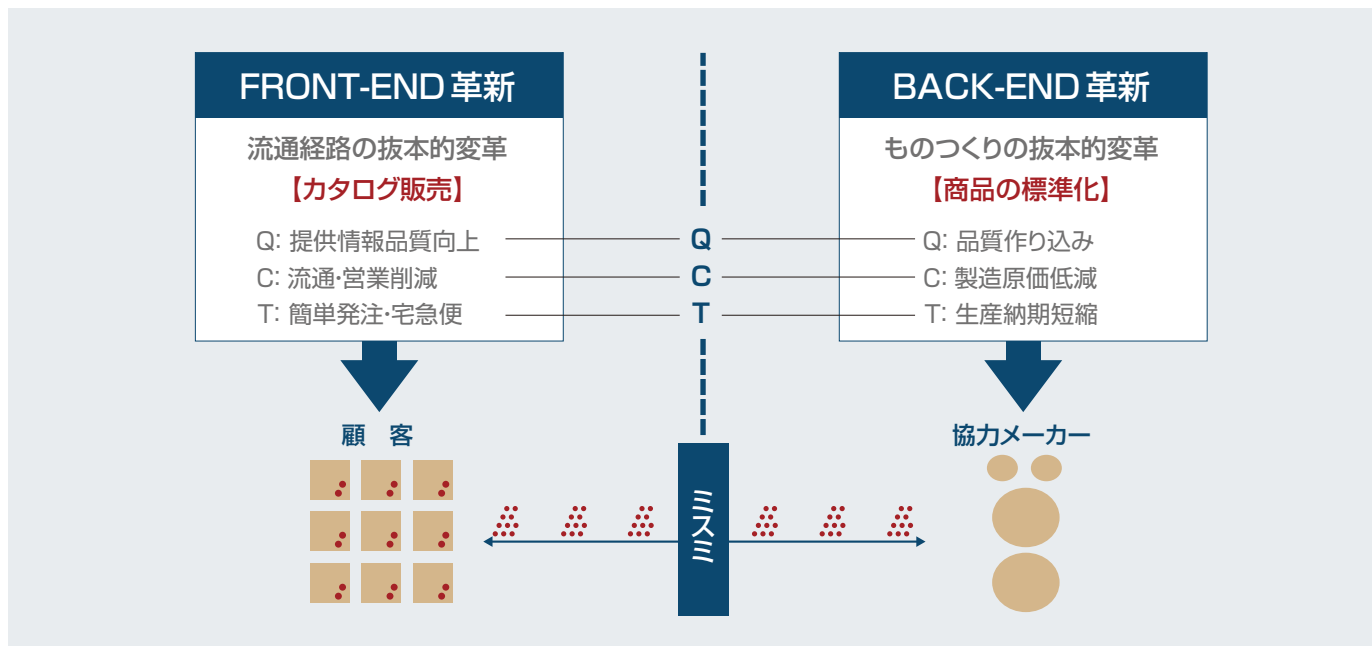 FRONT-END 革新
流通経路の抜本的変革
【カタログ販売】
Q: 提供情報品質向上
C: 流通・営業削減
T: 簡単発注・宅急便
Q
C
T
BACK-END 革新
ものつくりの抜本的変革
【商品の標準化】
Q: 品質作り込み
C: 製造原価低減
T: 生産納期短縮
顧 客
ミスミ
協力メーカー